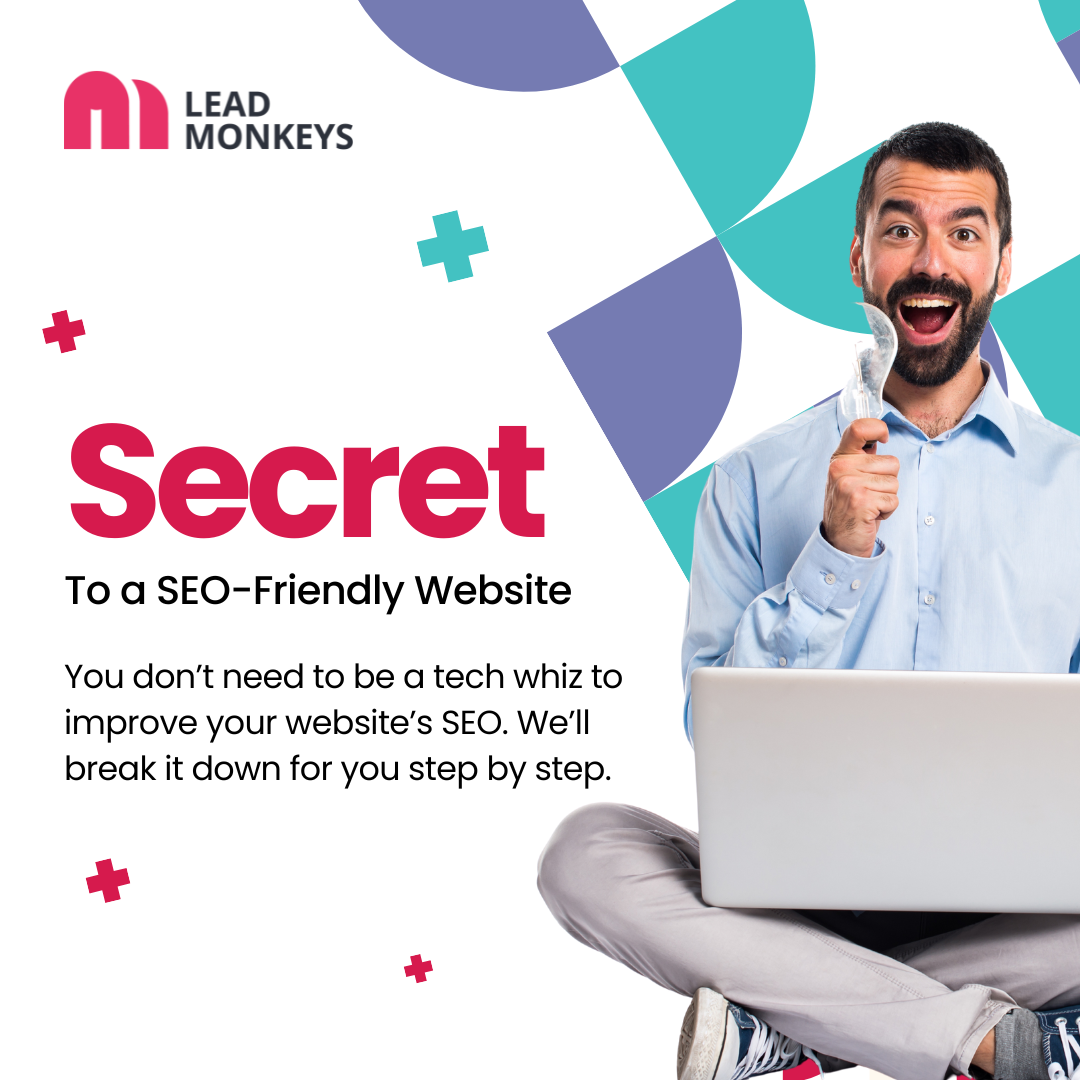 LEAD
MONKEYS
Secret
To a SEO-Friendly Website
You don’t need to be a tech whiz to
improve your website’s SEO. We’ll
break it down for you step by step.